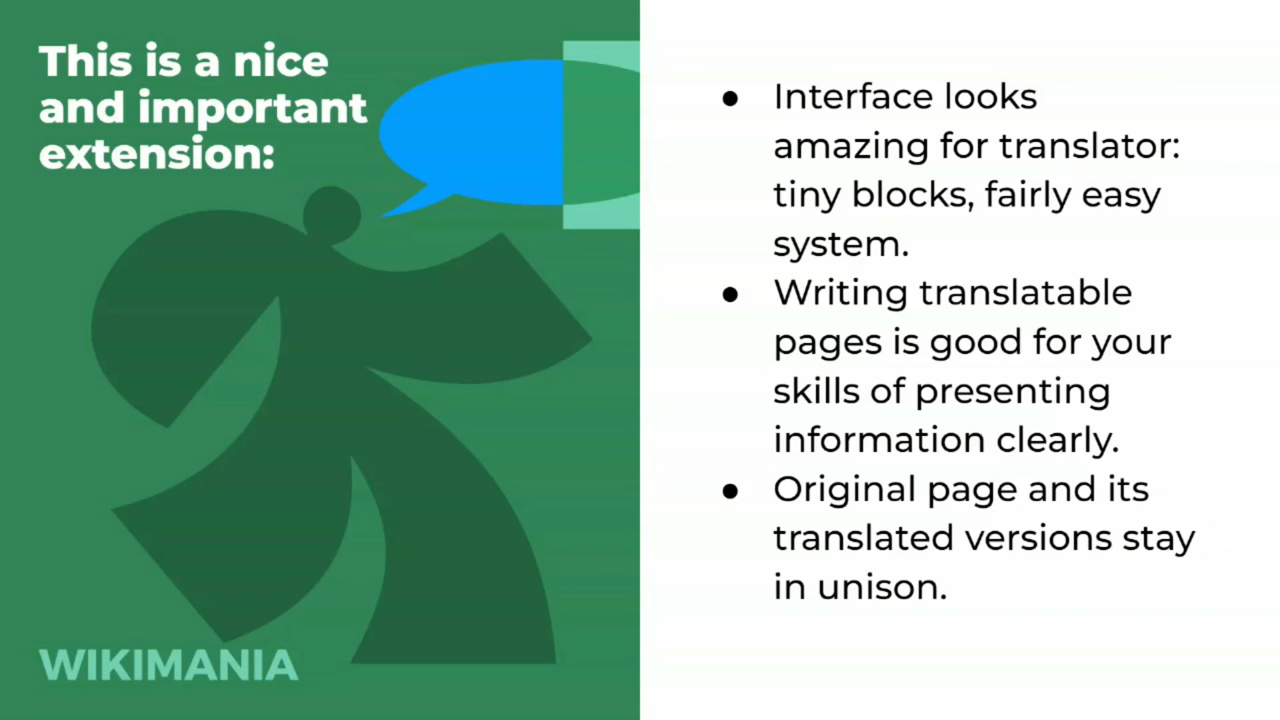 This is a nice
and important
extension:
WIKIMANIA
● Interface looks
amazing for translator:
tiny blocks, fairly easy
system.
● Writing translatable
pages is good for your
skills of presenting
information clearly.
● Original page and its
translated versions stay
in unison.